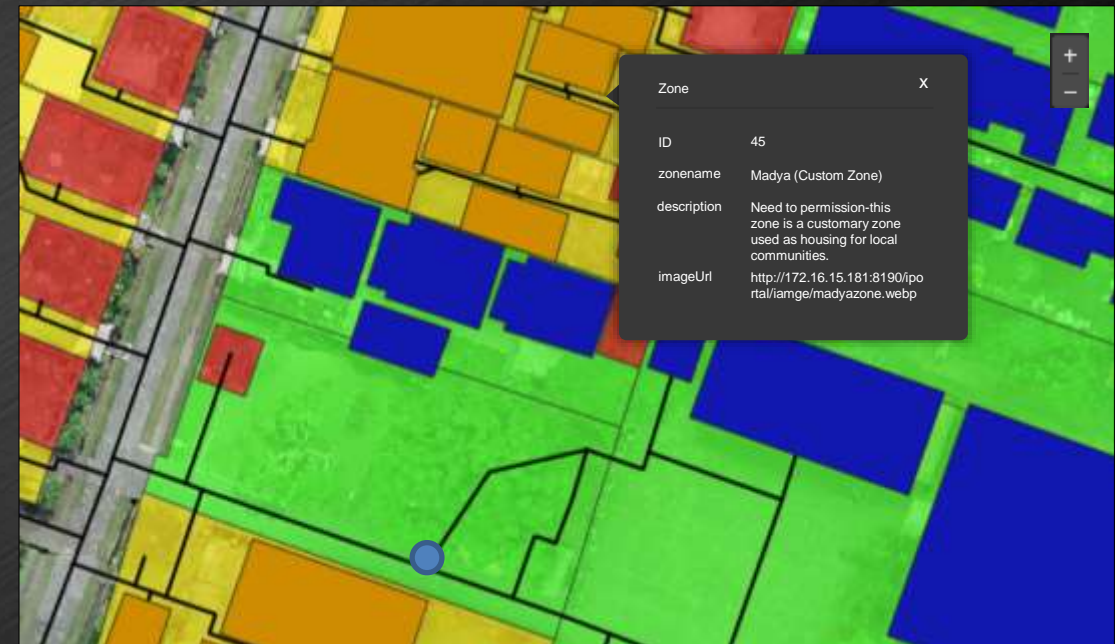 Zone X
ID 45
zonename Madya (Custom Zone)
description Need to permission-this
zone is a customary zone
used as housing for local
communities.
imageUrl http://172.16.15.181:8190/ipo
rtal/iamge/madyazone.webp
+
−